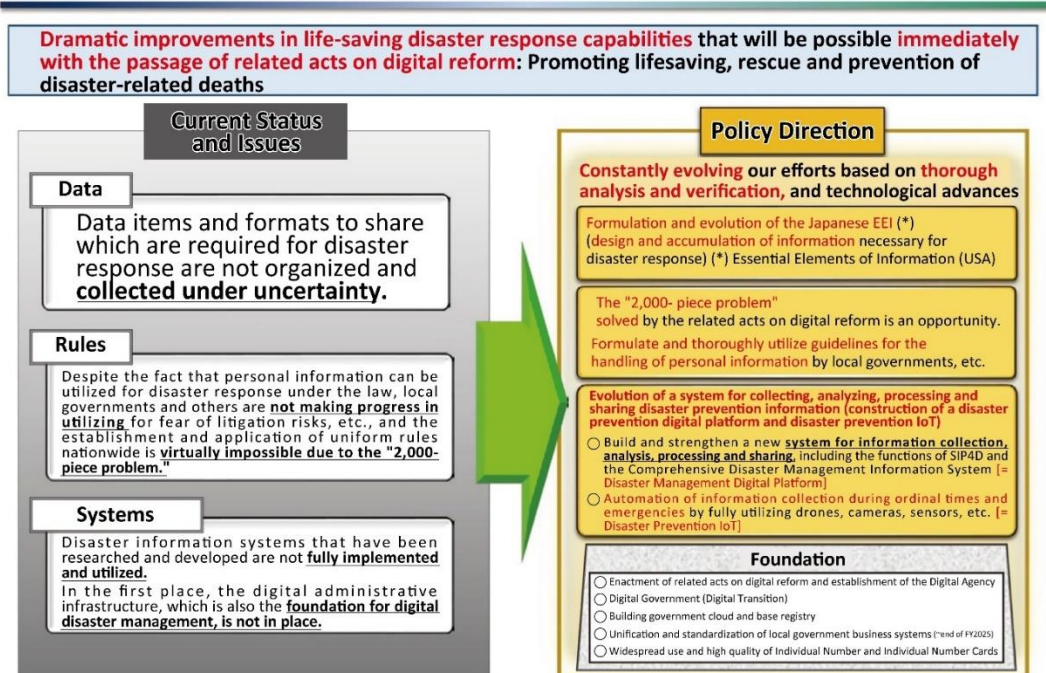 Dramatic improvements in life-saving disaster response capabilities that will be possible immediately
with the passage of related acts on digital reform: Promoting lifesaving, rescue and prevention of
disaster-related deaths
Current Status
and Issues
Data
Data items and formats to share
which are required for disaster
response are not organized and
collected under uncertainty.
Rules
Despite the fact that personal information can be
utilized for disaster response under the law, local
governments and others are not making progress in
utilizing for fear of litigation risks, etc., and the
establishment and application of uniform rules
nationwide is virtually impossible due to the "2,000-
piece problem."
Systems
Disaster information systems that have been
researched and developed are not fully implemented
and utilized.
In the first place, the digital administrative
infrastructure, which is also the foundation for digital
disaster management, is not in place.
Policy Direction
Constantly evolving our efforts based on thorough
analysis and verification, and technological advances
Formulation and evolution of the Japanese EEI (*)
(design and accumulation of information necessary for
disaster response) (*) Essential Elements of Information (USA)
The "2,000- piece problem"
solved by the related acts on digital reform is an opportunity.
Formulate and thoroughly utilize guidelines for the
handling of personal information by local governments, etc.
Evolution of a system for collecting, analyzing, processing and
sharing disaster prevention information (construction of a disaster
prevention digital platform and disaster prevention IoT)
○ Build and strengthen a new system for information collection,
analysis, processing and sharing, including the functions of SIP4D and
the Comprehensive Disaster Management Information System [=
Disaster Management Digital Platform]
○ Automation of information collection during ordinal times and
emergencies by fully utilizing drones, cameras, sensors, etc. [=
Disaster Prevention IoT]
Foundation
○ Enactment of related acts on digital reform and establishment of the Digital Agency
○ Digital Government (Digital Transition)
○ Building government cloud and base registry
○ Unification and standardization of local government business systems (~end of FY2025)
○ Widespread use and high quality of Individual Number and Individual Number Cards